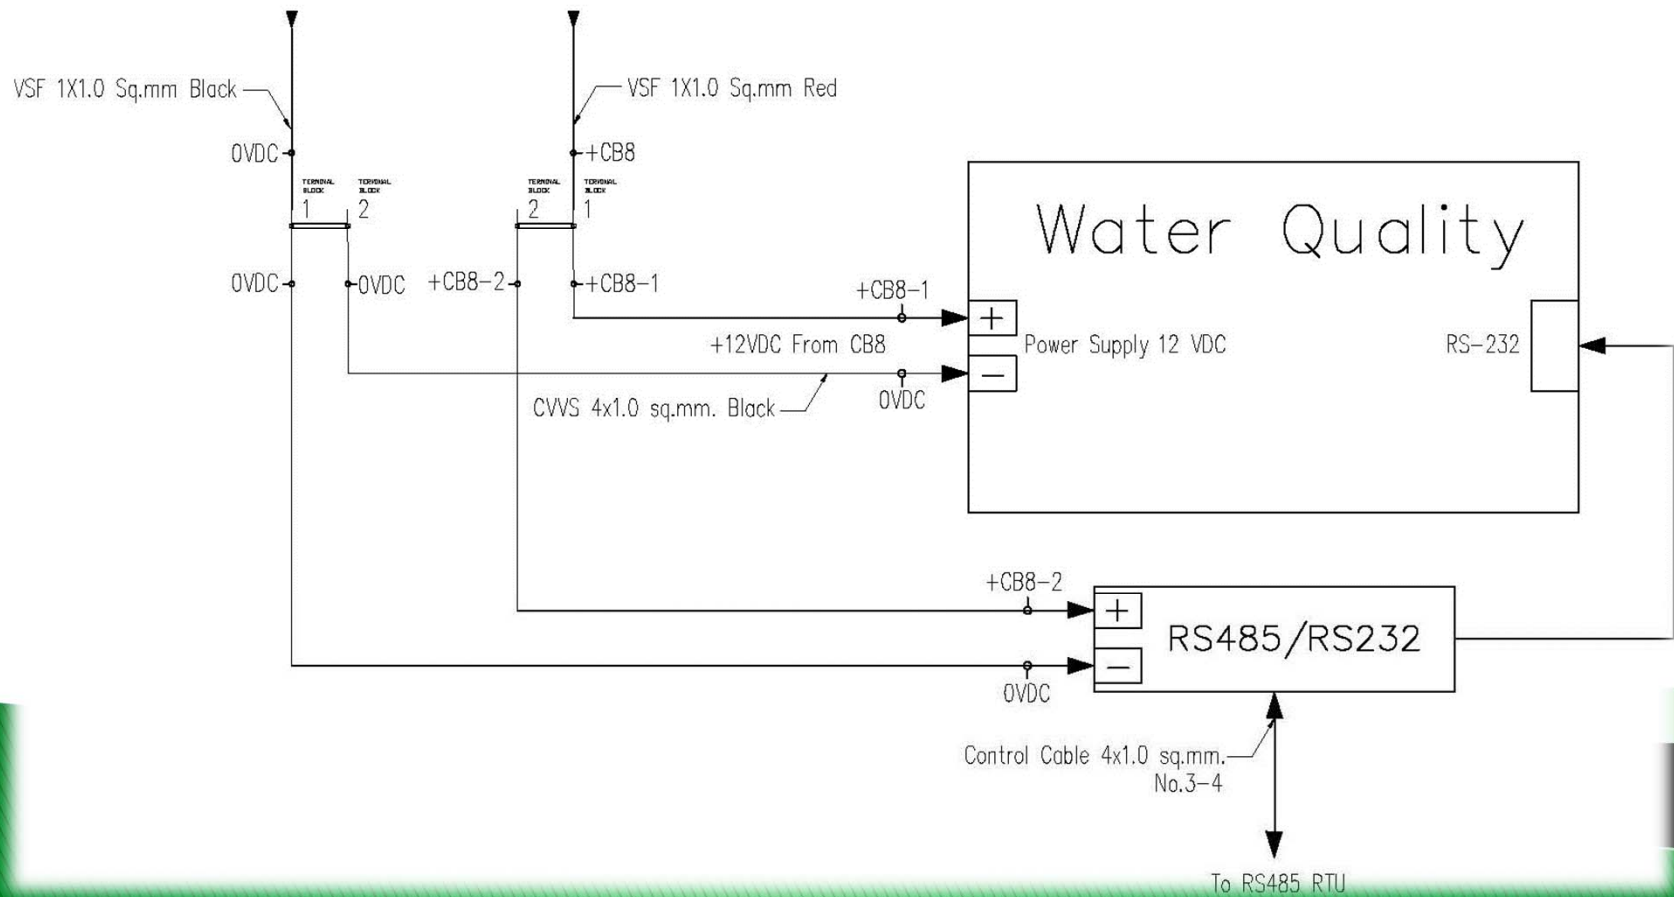 VSF 1X1.0 Sq.mm Black
VSF 1X1.0 Sq.mm Red
0VDC
+CB8
TERMINAL BLOCK
1
TERMINAL BLOCK
2
TERMINAL BLOCK
2
TERMINAL BLOCK
1
Water Quality
0VDC
0VDC
+CB8-2
+CB8-1
+CB8-1
+
+12VDC From CB8
Power Supply 12 VDC
RS-232
−
CVVS 4x1.0 sq.mm. Black
0VDC
+CB8-2
+
RS485/RS232
−
0VDC
Control Cable 4x1.0 sq.mm.
No.3-4
To RS485 RTU